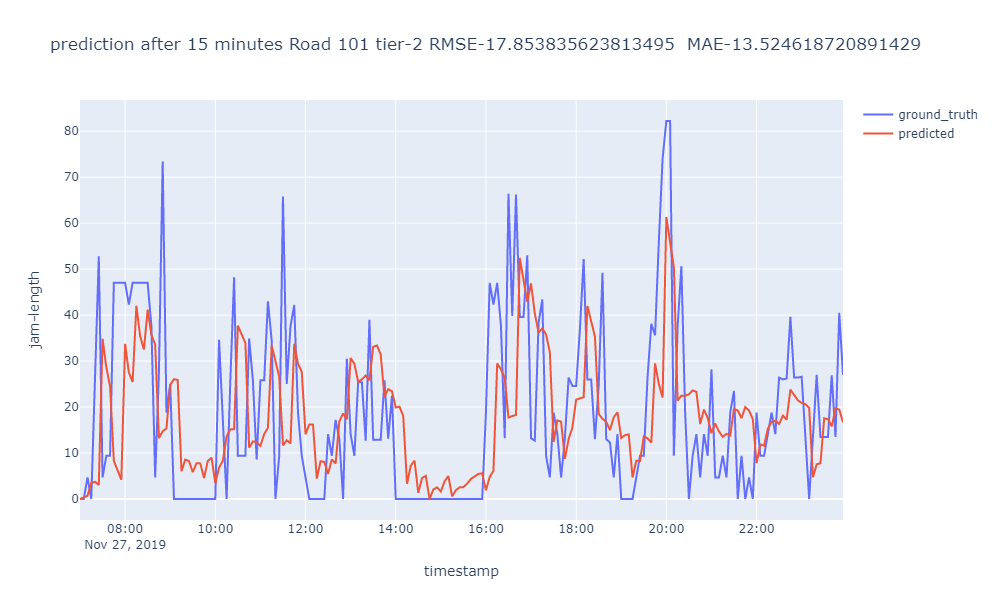 prediction after 15 minutes Road 101 tier-2 RMSE-17.853835623813495  MAE-13.524618720891429
ground_truth
predicted
80
70
60
50
40
30
20
10
0
jam-length
08:00 10:00 12:00 14:00 16:00 18:00 20:00 22:00
Nov 27, 2019
timestamp